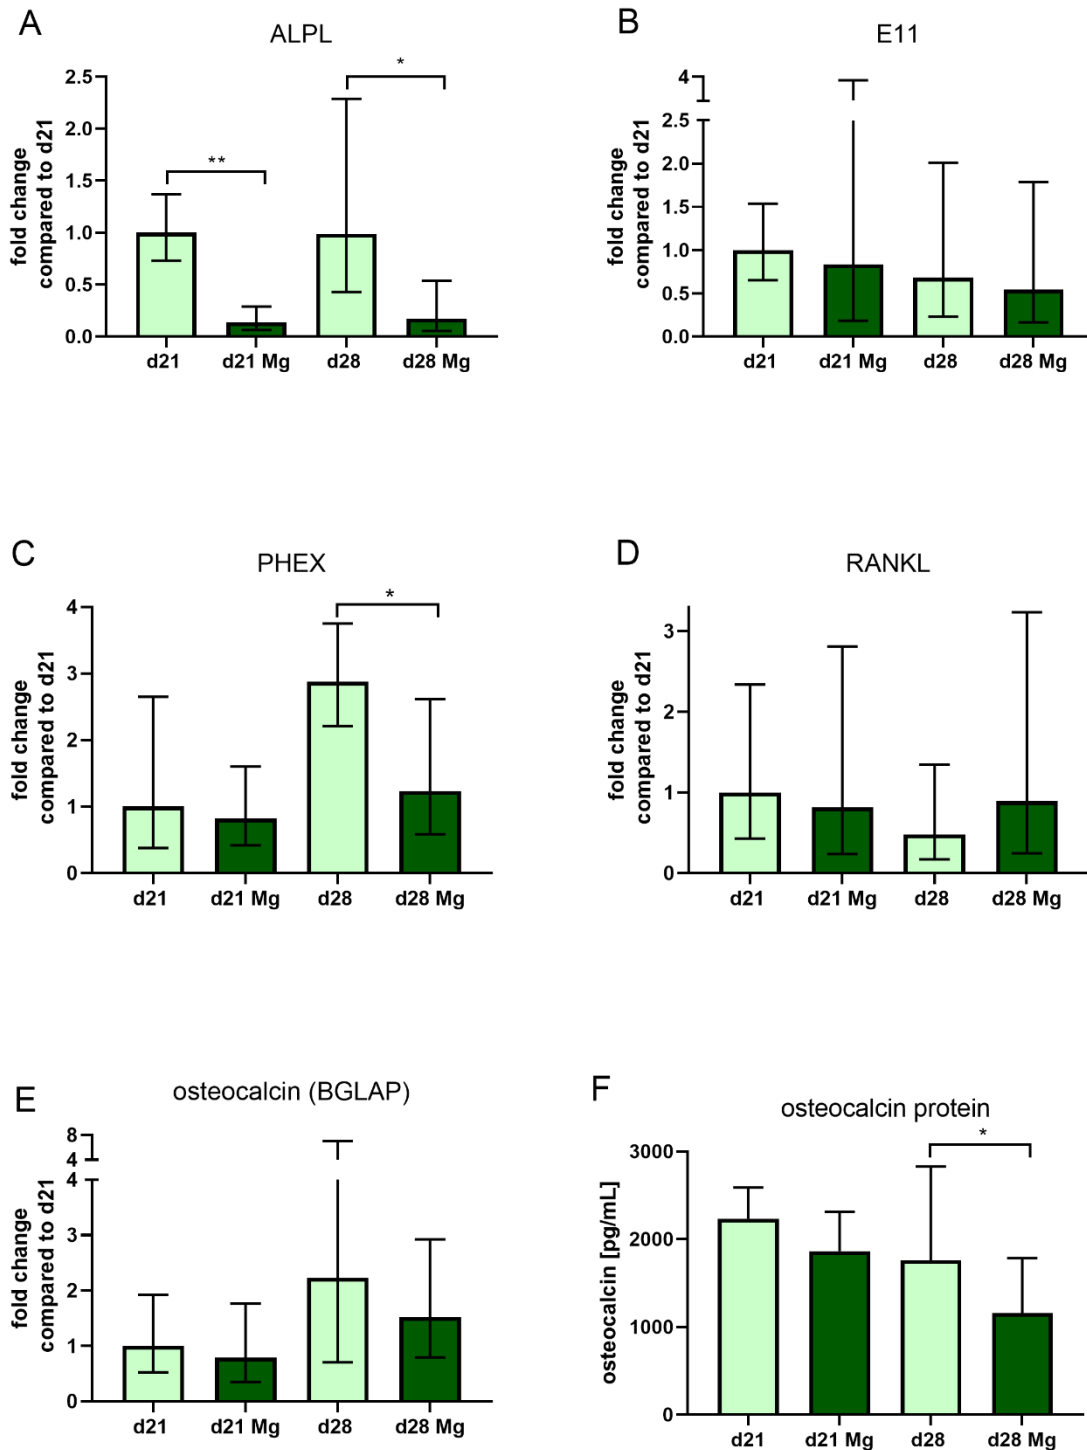 A
ALPL
fold change
compared to d21
2.5
2.0
1.5
1.0
0.5
0.0
**
*
d21 d21 Mg d28 d28 Mg
B
E11
fold change
compared to d21
4
2.5
2.0
1.5
1.0
0.5
0.0
d21 d21 Mg d28 d28 Mg
C
PHEX
fold change
compared to d21
4
3
2
1
0
*
d21 d21 Mg d28 d28 Mg
D
RANKL
fold change
compared to d21
3
2
1
0
d21 d21 Mg d28 d28 Mg
E
osteocalcin (BGLAP)
fold change
compared to d21
8
4
4
3
2
1
0
d21 d21 Mg d28 d28 Mg
F
osteocalcin protein
osteocalcin [pg/mL]
3000
2000
1000
0
*
d21 d21 Mg d28 d28 Mg